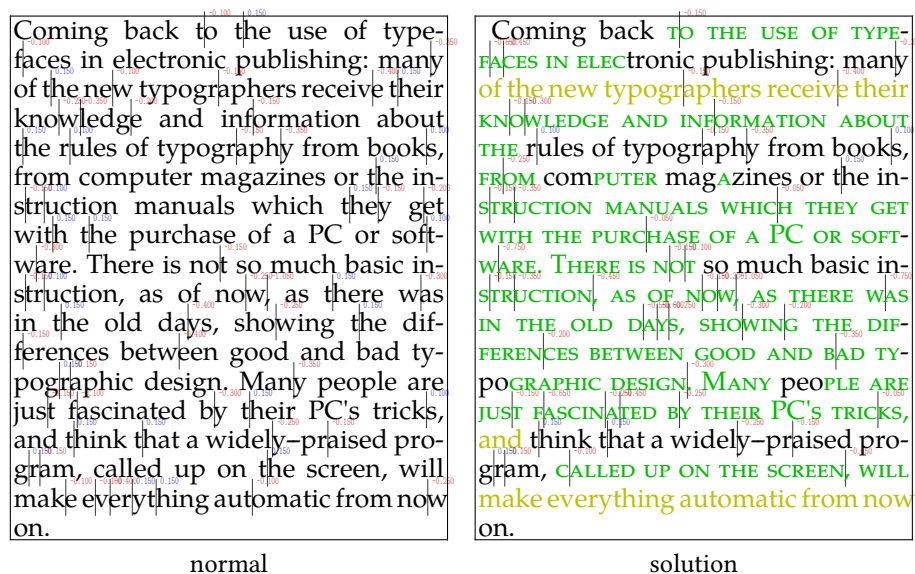 Coming back to the use of type-
faces in electronic publishing: many
of the new typographers receive their
knowledge and information about
the rules of typography from books,
from computer magazines or the in-
struction manuals which they get
with the purchase of a PC or soft-
ware. There is not so much basic in-
struction, as of now, as there was
in the old days, showing the dif-
ferences between good and bad ty-
pographic design. Many people are
just fascinated by their PC's tricks,
and think that a widely–praised pro-
gram, called up on the screen, will
make everything automatic from now
on.
normal
Coming back to the use of type-
faces in electronic publishing: many
of the new typographers receive their
knowledge and information about
the rules of typography from books,
from computer magazines or the in-
struction manuals which they get
with the purchase of a PC or soft-
ware. There is not so much basic in-
struction, as of now, as there was
in the old days, showing the dif-
ferences between good and bad ty-
pographic design. Many people are
just fascinated by their PC's tricks,
and think that a widely–praised pro-
gram, called up on the screen, will
make everything automatic from now
on.
solution